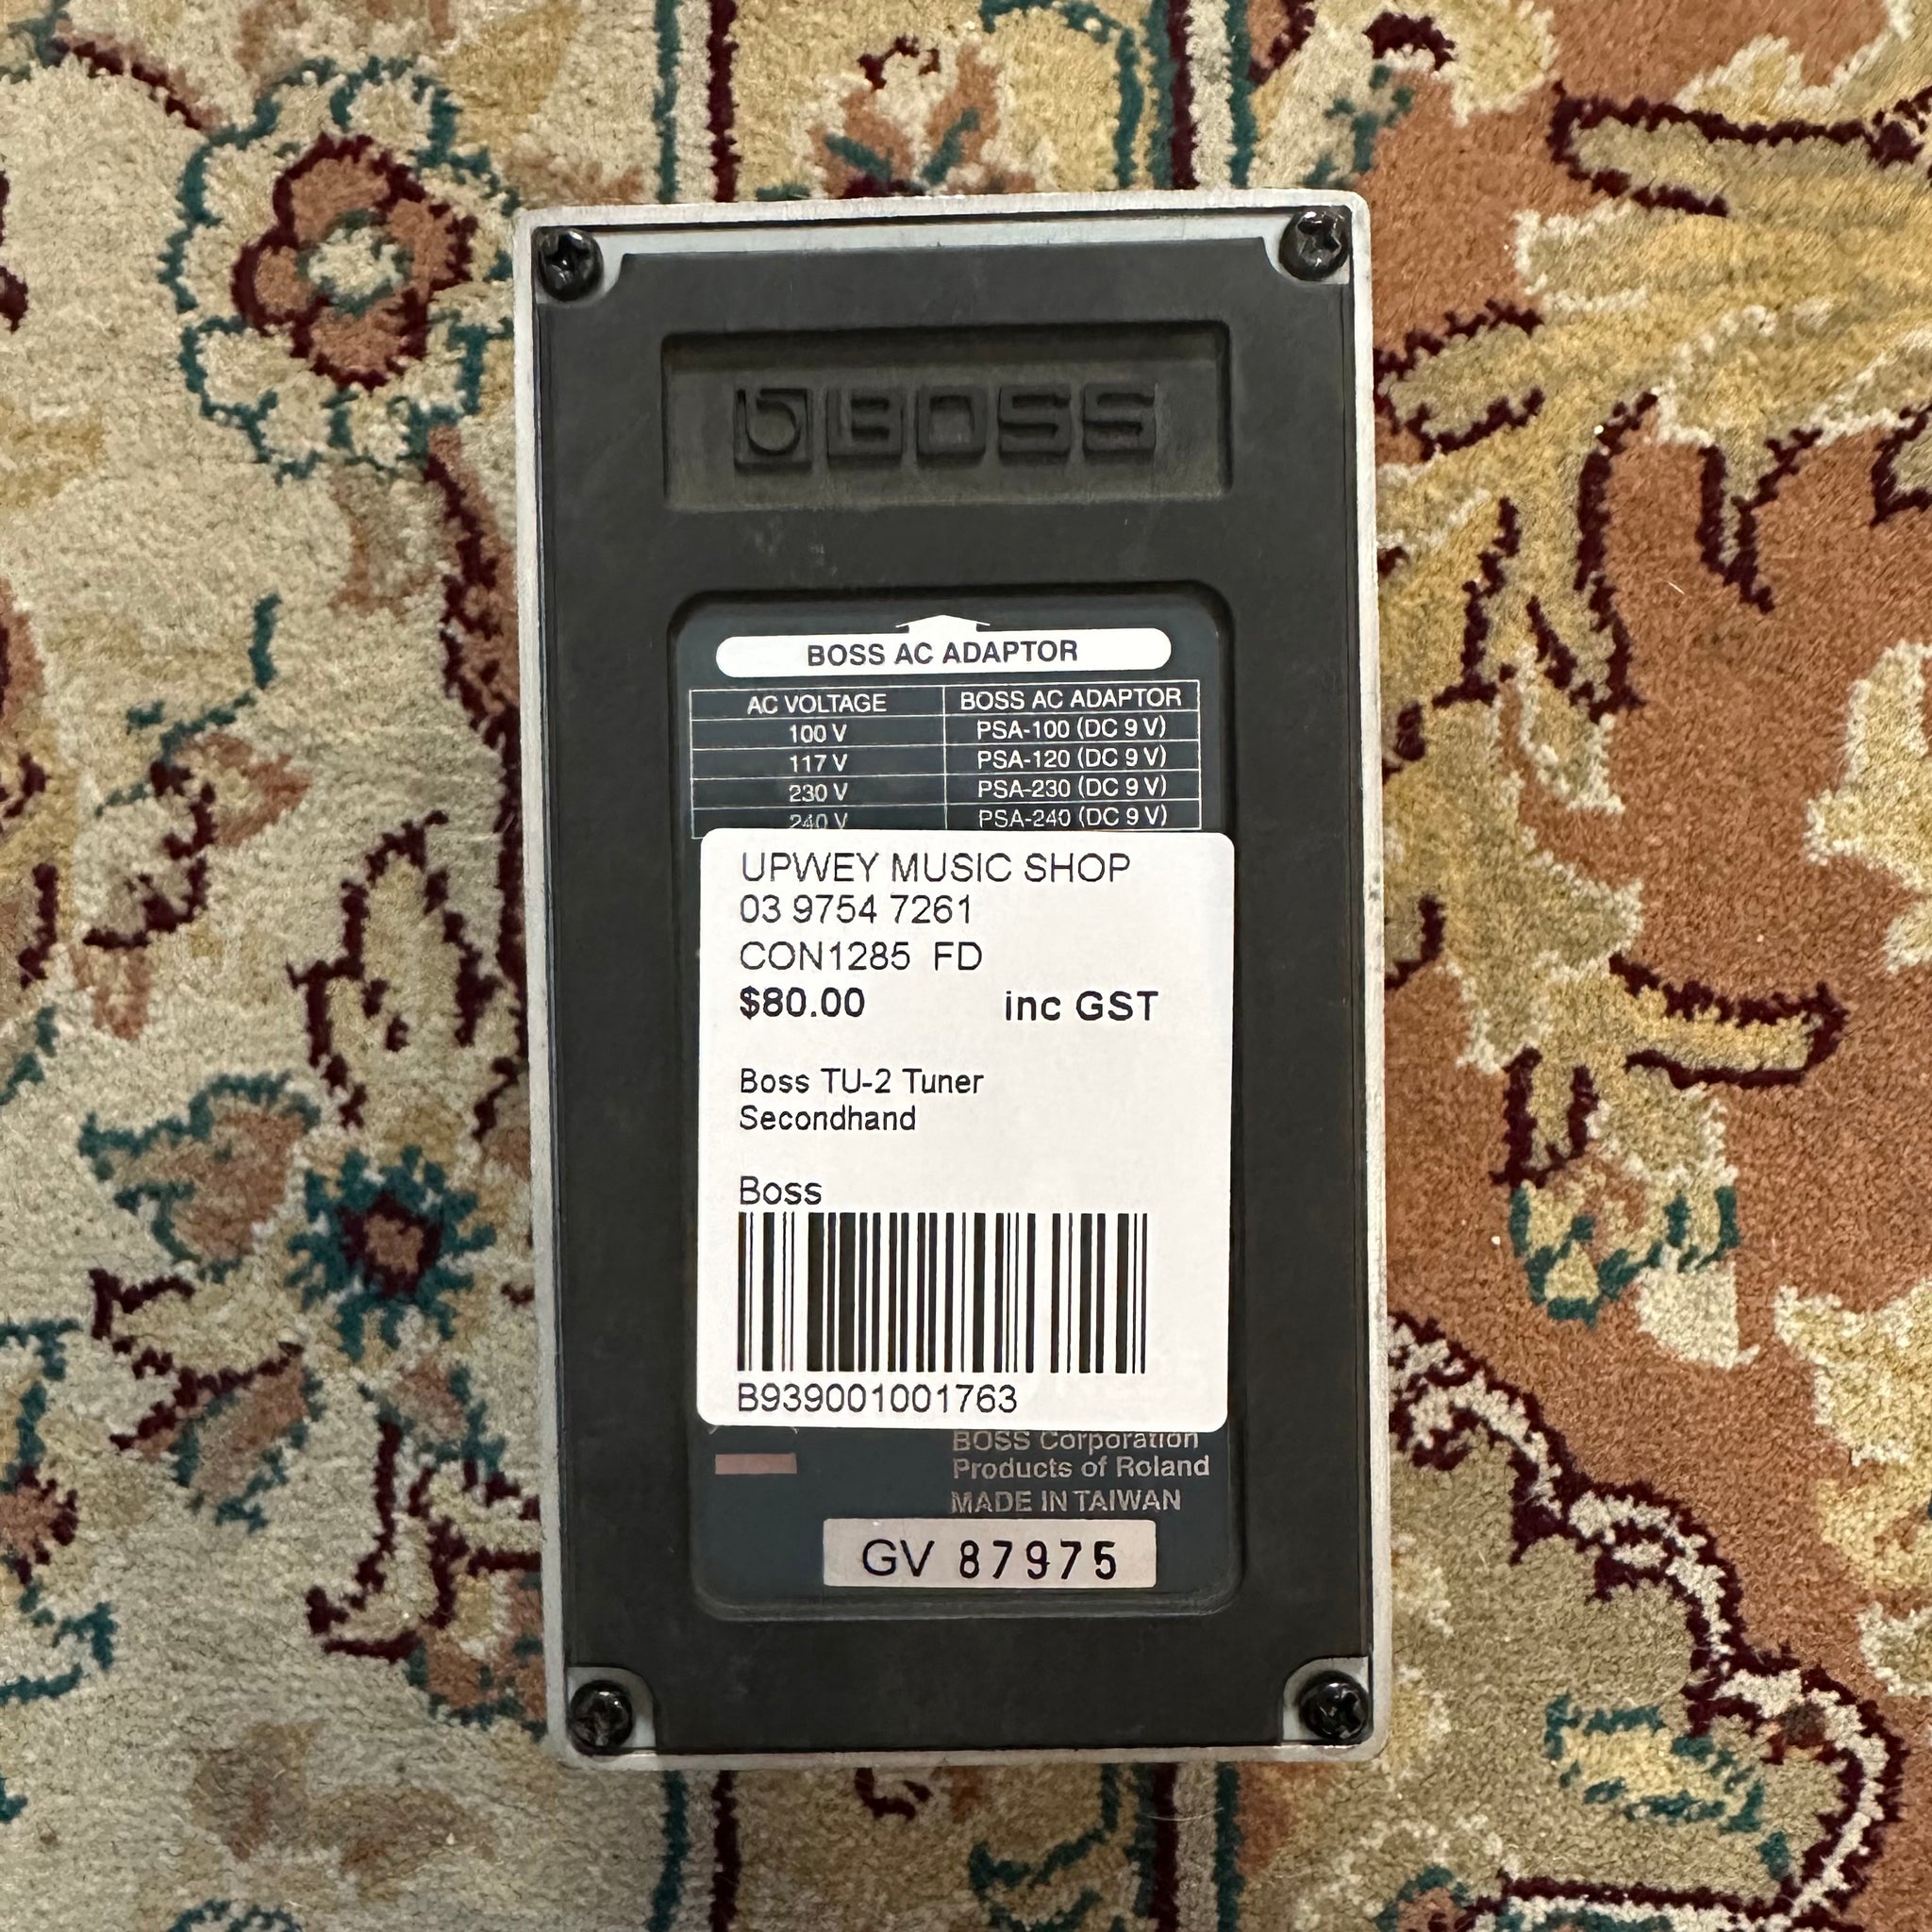 BOSS
BOSS AC ADAPTOR
AC VOLTAGE BOSS AC ADAPTOR
100 V PSA-100 (DC 9 V)
117 V PSA-120 (DC 9 V)
230 V PSA-230 (DC 9 V)
240 V PSA-240 (DC 9 V)
UPWEY MUSIC SHOP
03 9754 7261
CON1285 FD
$80.00 inc GST
Boss TU-2 Tuner
Secondhand
Boss
B939001001763
BOSS Corporation
Products of Roland
MADE IN TAIWAN
GV 87975